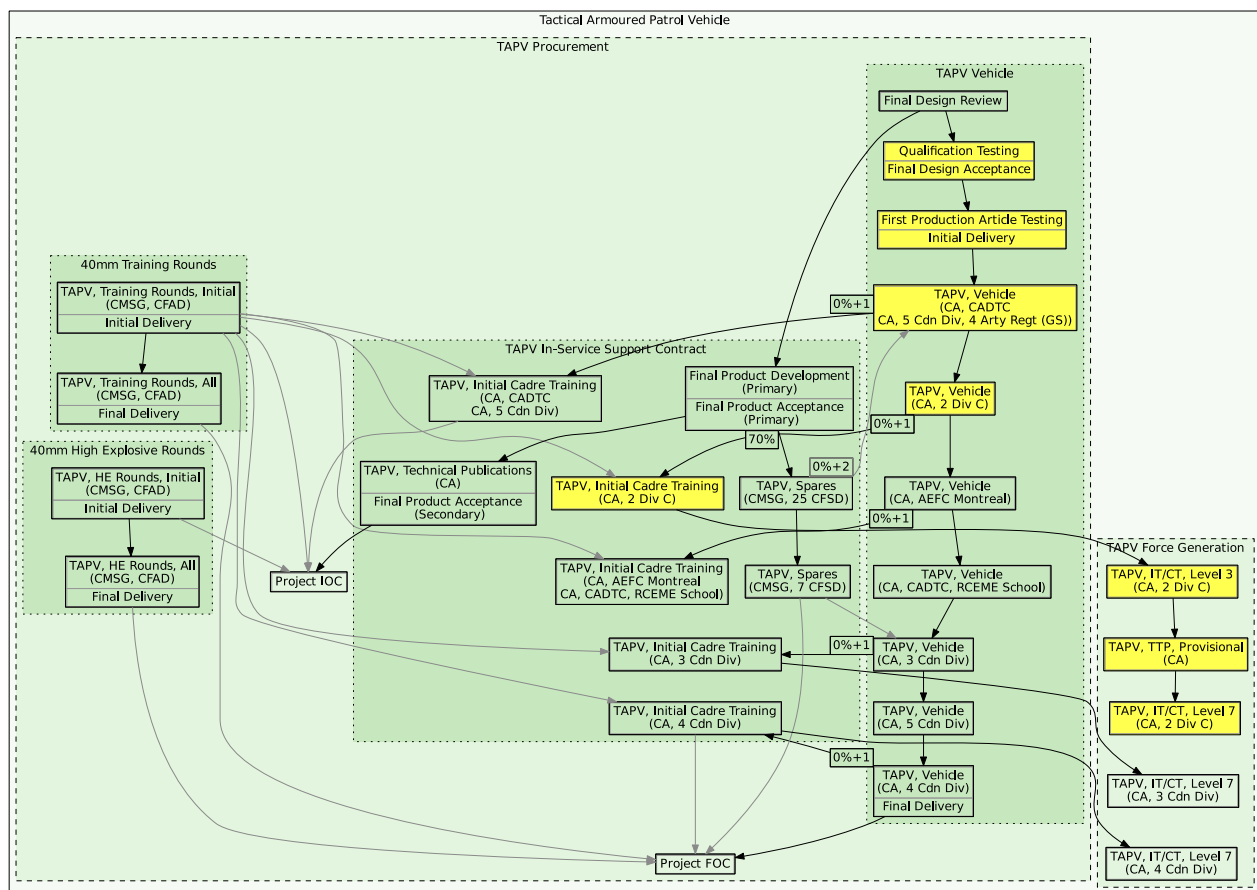 Tactical Armoured Patrol Vehicle
TAPV Procurement
TAPV Vehicle
Final Design Review
Qualification Testing
Final Design Acceptance
First Production Article Testing
Initial Delivery
0%+1
TAPV, Vehicle
(CA, CADTC
CA, 5 Cdn Div, 4 Arty Regt (GS))
TAPV, Vehicle
(CA, 2 Div C)
0%+1
TAPV, Vehicle
(CA, AEFC Montreal)
0%+1
TAPV, Vehicle
(CA, CADTC, RCEME School)
0%+1
TAPV, Vehicle
(CA, 3 Cdn Div)
TAPV, Vehicle
(CA, 5 Cdn Div)
0%+1
TAPV, Vehicle
(CA, 4 Cdn Div)
Final Delivery
40mm Training Rounds
TAPV, Training Rounds, Initial
(CMSG, CFAD)
Initial Delivery
TAPV, Training Rounds, All
(CMSG, CFAD)
Final Delivery
40mm High Explosive Rounds
TAPV, HE Rounds, Initial
(CMSG, CFAD)
Initial Delivery
TAPV, HE Rounds, All
(CMSG, CFAD)
Final Delivery
TAPV In-Service Support Contract
TAPV, Initial Cadre Training
(CA, CADTC
CA, 5 Cdn Div)
Final Product Development
(Primary)
Final Product Acceptance
(Primary)
70%
0%+2
TAPV, Technical Publications
(CA)
Final Product Acceptance
(Secondary)
TAPV, Initial Cadre Training
(CA, 2 Div C)
TAPV, Spares
(CMSG, 25 CFSD)
TAPV, Initial Cadre Training
(CA, AEFC Montreal
CA, CADTC, RCEME School)
TAPV, Spares
(CMSG, 7 CFSD)
TAPV, Initial Cadre Training
(CA, 3 Cdn Div)
TAPV, Initial Cadre Training
(CA, 4 Cdn Div)
Project IOC
Project FOC
TAPV Force Generation
TAPV, IT/CT, Level 3
(CA, 2 Div C)
TAPV, TTP, Provisional
(CA)
TAPV, IT/CT, Level 7
(CA, 2 Div C)
TAPV, IT/CT, Level 7
(CA, 3 Cdn Div)
TAPV, IT/CT, Level 7
(CA, 4 Cdn Div)